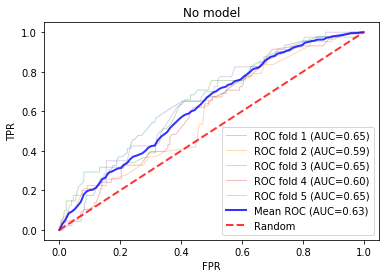 No model
TPR
1.0
0.8
0.6
0.4
0.2
0.0
ROC fold 1 (AUC=0.65)
ROC fold 2 (AUC=0.59)
ROC fold 3 (AUC=0.65)
ROC fold 4 (AUC=0.60)
ROC fold 5 (AUC=0.65)
Mean ROC (AUC=0.63)
Random
0.0 0.2 0.4 0.6 0.8 1.0
FPR